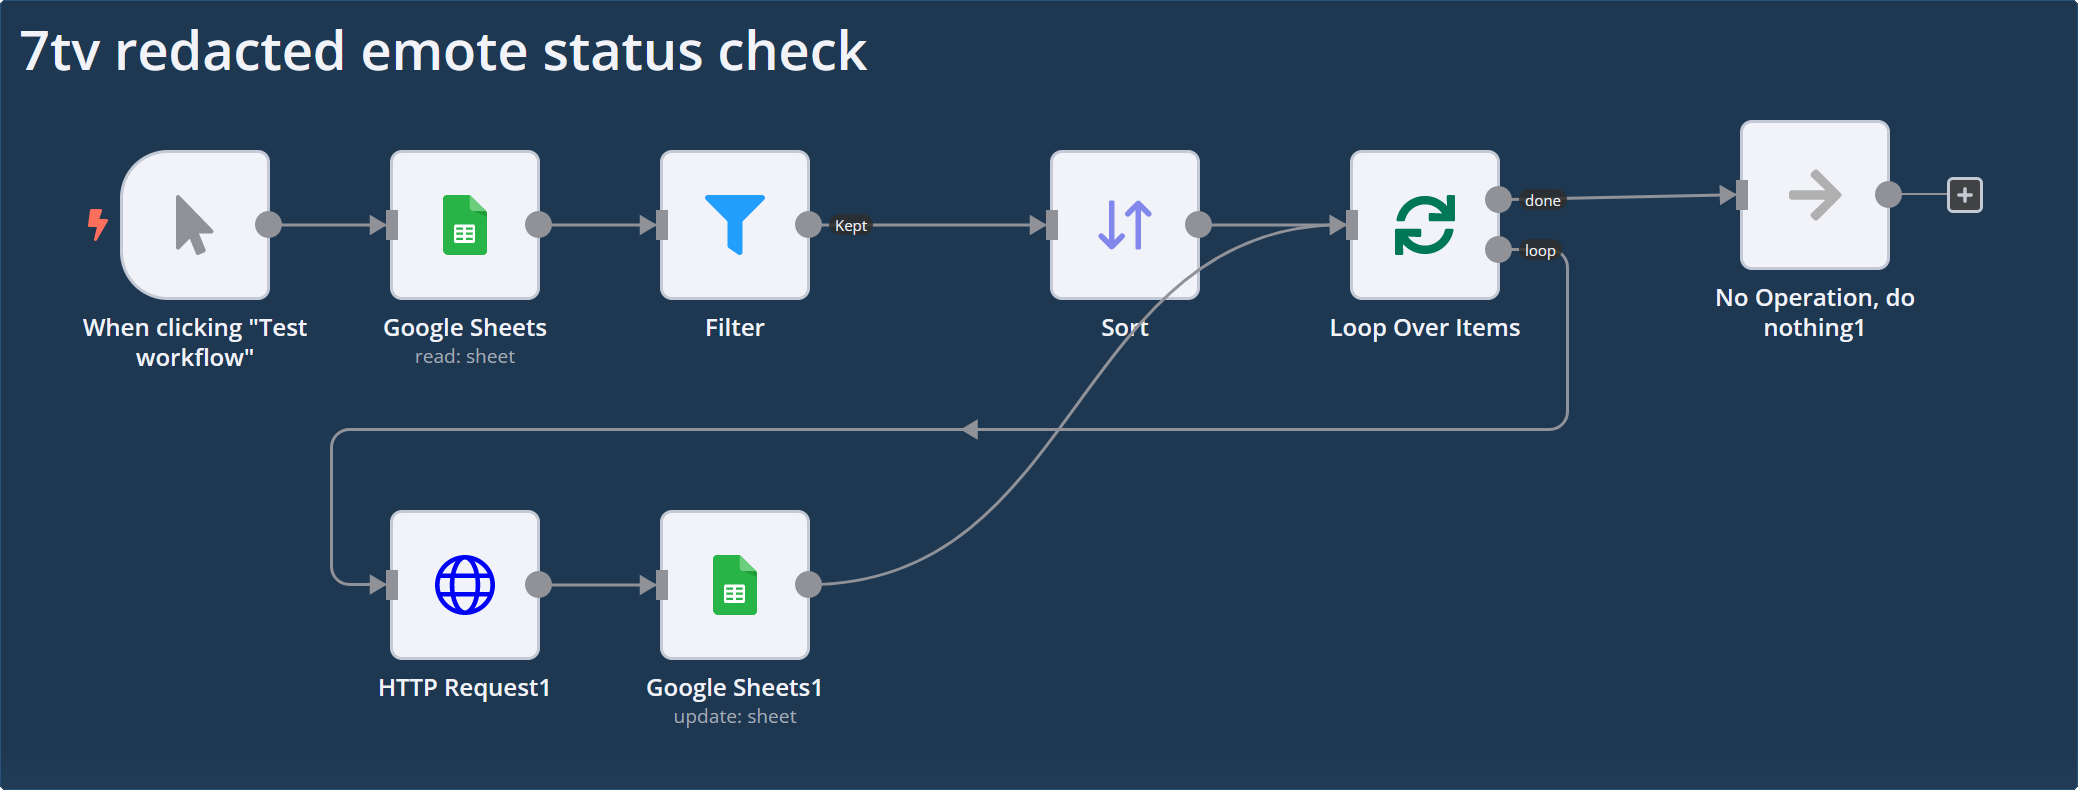 7tv redacted emote status check
Kept
done
loop
When clicking "Test
workflow"
Google Sheets
read: sheet
Filter
Sort
Loop Over Items
No Operation, do
nothing1
HTTP Request1
Google Sheets1
update: sheet